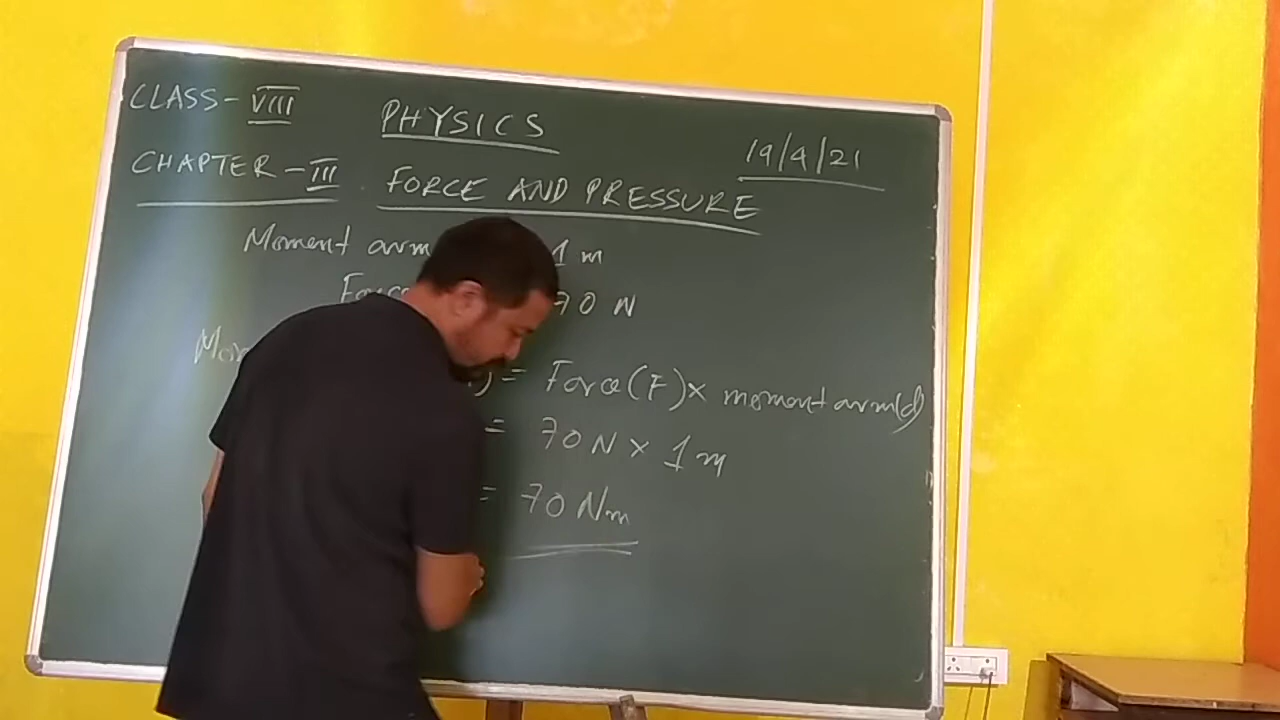 CLASS - VIII PHYSICS
19/4/21
CHAPTER - III FORCE AND PRESSURE
Moment arm 1 m
Force 70 N
) = Force (F) × moment arm (d)
= 70 N × 1 m
= 70 Nm